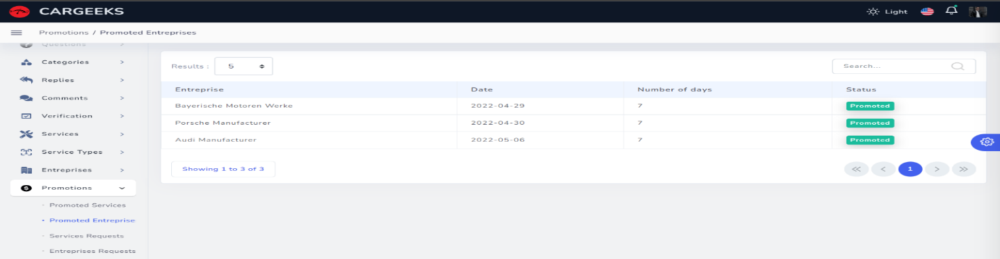 CARGEEKS
Light
Promotions / Promoted Entreprises
Questions
Categories
Replies
Comments
Verification
Services
Service Types
Entreprises
Promotions
Promoted Services
Promoted Entreprise
Services Requests
Entreprises Requests
Results : 5
Search...
Entreprise Date Number of days Status
Bayerische Motoren Werke 2022-04-29 7 Promoted
Porsche Manufacturer 2022-04-30 7 Promoted
Audi Manufacturer 2022-05-06 7 Promoted
Showing 1 to 3 of 3
1